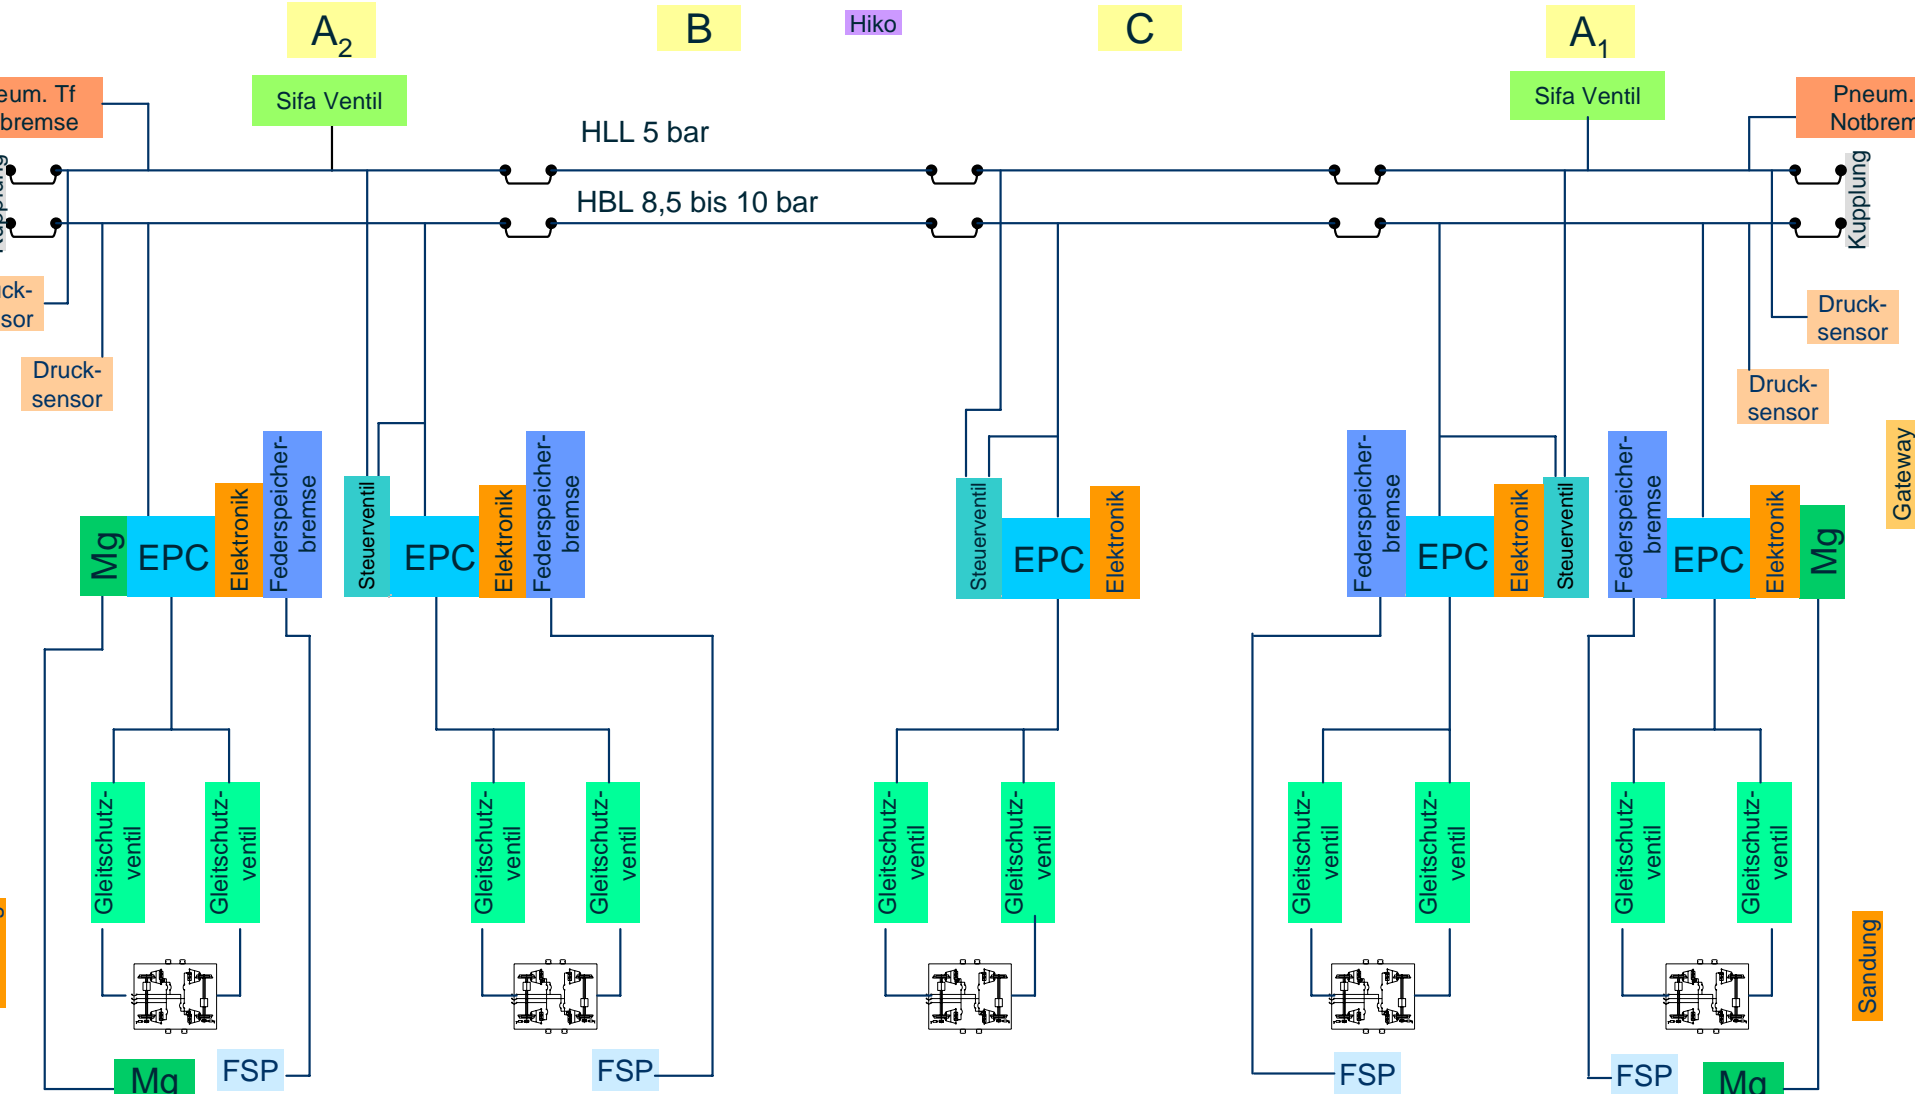 A2
B
Hiko
C
A1
eum. Tf
bremse
Sifa Ventil
HLL 5 bar
Sifa Ventil
Pneum.
Notbrem
Kupplung
HBL 8,5 bis 10 bar
Kupplung
ck-
sor
Druck-
sensor
Druck-
sensor
Druck-
sensor
Gateway
Mg
EPC
Elektronik
Federspeicher-
bremse
Steuerventil
EPC
Elektronik
Federspeicher-
bremse
Steuerventil
EPC
Elektronik
Federspeicher-
bremse
EPC
Elektronik
Steuerventil
Federspeicher-
bremse
EPC
Elektronik
Mg
Gleitschutz-
ventil
Gleitschutz-
ventil
Gleitschutz-
ventil
Gleitschutz-
ventil
Gleitschutz-
ventil
Gleitschutz-
ventil
Gleitschutz-
ventil
Gleitschutz-
ventil
Gleitschutz-
ventil
Gleitschutz-
ventil
Sandung
Mg
FSP
FSP
FSP
FSP
Mg